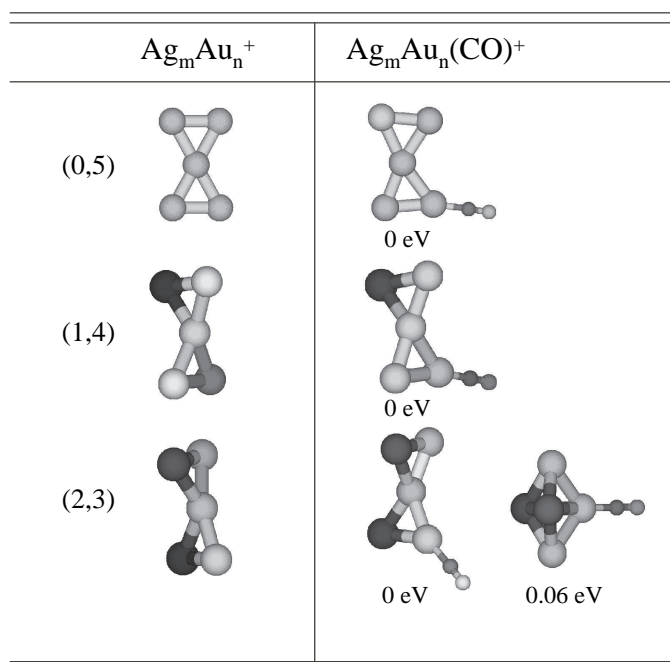 AgₘAuₙ⁺ AgₘAuₙ(CO)⁺
(0,5)
0 eV
(1,4)
0 eV
(2,3)
0 eV 0.06 eV